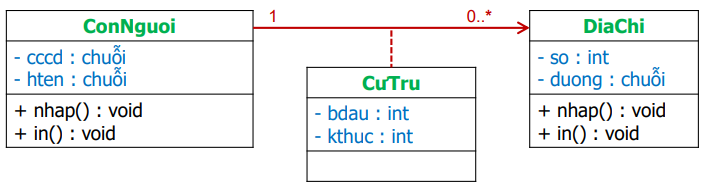 ConNguoi
- cccd : chuỗi
- hten : chuỗi
+ nhap() : void
+ in() : void
1
0..*
CưTru
- bdau : int
- kthuc : int
DiaChi
- so : int
- duong : chuỗi
+ nhap() : void
+ in() : void